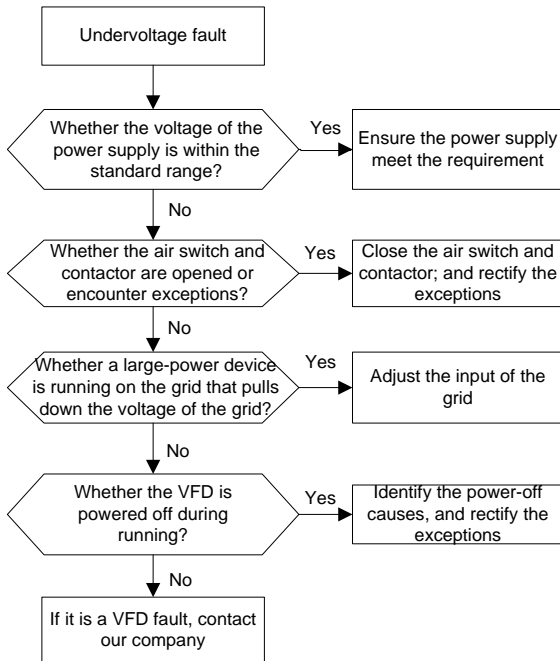 Undervoltage fault
Whether the voltage of the
power supply is within the
standard range?
Yes
Ensure the power supply
meet the requirement
No
Whether the air switch and
contactor are opened or
encounter exceptions?
Yes
Close the air switch and
contactor; and rectify the
exceptions
No
Whether a large-power device
is running on the grid that pulls
down the voltage of the grid?
Yes
Adjust the input of the
grid
No
Whether the VFD is
powered off during
running?
Yes
Identify the power-off
causes, and rectify the
exceptions
No
If it is a VFD fault, contact
our company